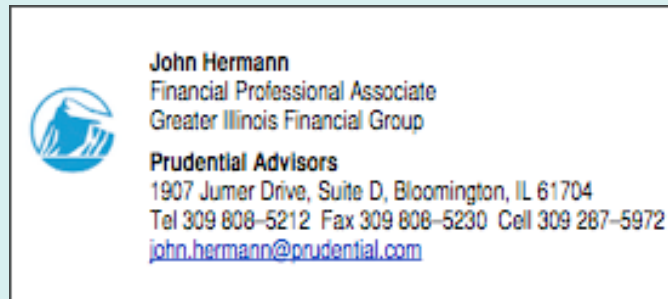 John Hermann
Financial Professional Associate
Greater Illinois Financial Group
Prudential Advisors
1907 Jumer Drive, Suite D, Bloomington, IL 61704
Tel 309 808–5212 Fax 309 808–5230 Cell 309 287–5972
john.hermann@prudential.com